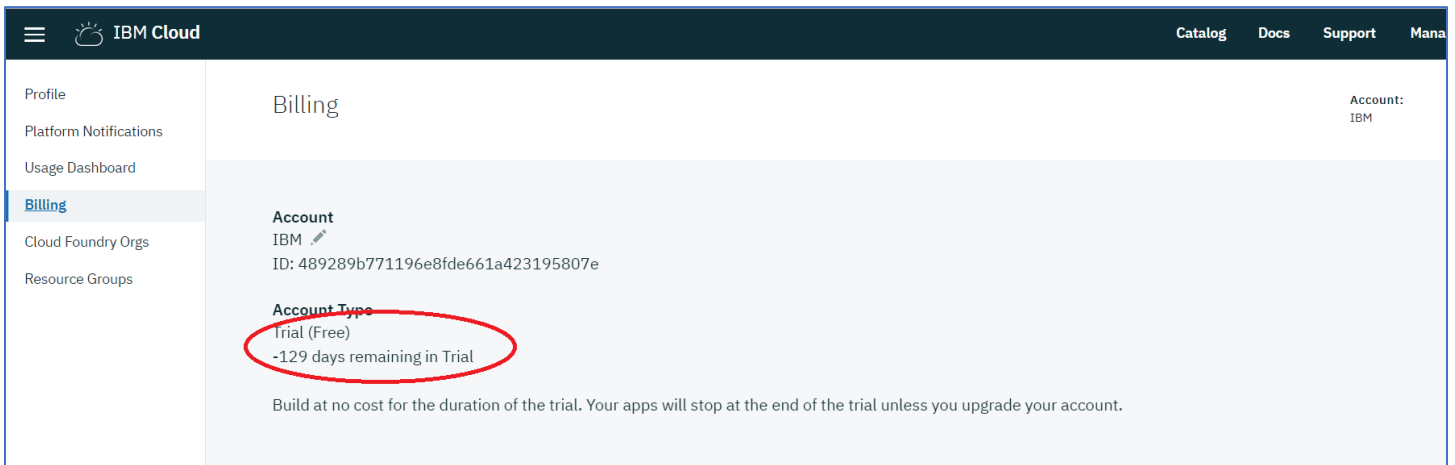 IBM Cloud
Catalog Docs Support Mana
Profile
Platform Notifications
Usage Dashboard
Billing
Cloud Foundry Orgs
Resource Groups
Billing
Account:
IBM
Account
IBM
ID: 489289b771196e8fde661a423195807e
Account Type
Trial (Free)
-129 days remaining in Trial
Build at no cost for the duration of the trial. Your apps will stop at the end of the trial unless you upgrade your account.